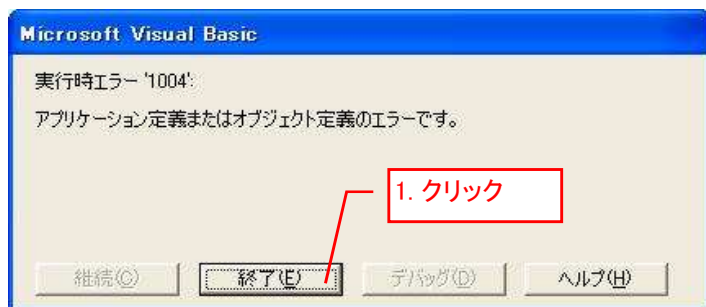 Microsoft Visual Basic
実行時エラー '1004':
アプリケーション定義またはオブジェクト定義のエラーです。
1. クリック
継続(C)
終了(E)
デバッグ(D)
ヘルプ(H)